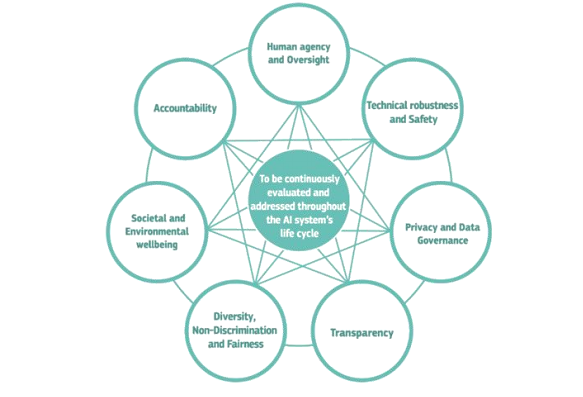 Human agency
and Oversight
Technical robustness
and Safety
Privacy and Data
Governance
Transparency
Diversity,
Non-Discrimination
and Fairness
Societal and
Environmental
wellbeing
Accountability
To be continuously
evaluated and
addressed throughout
the AI system's
life cycle